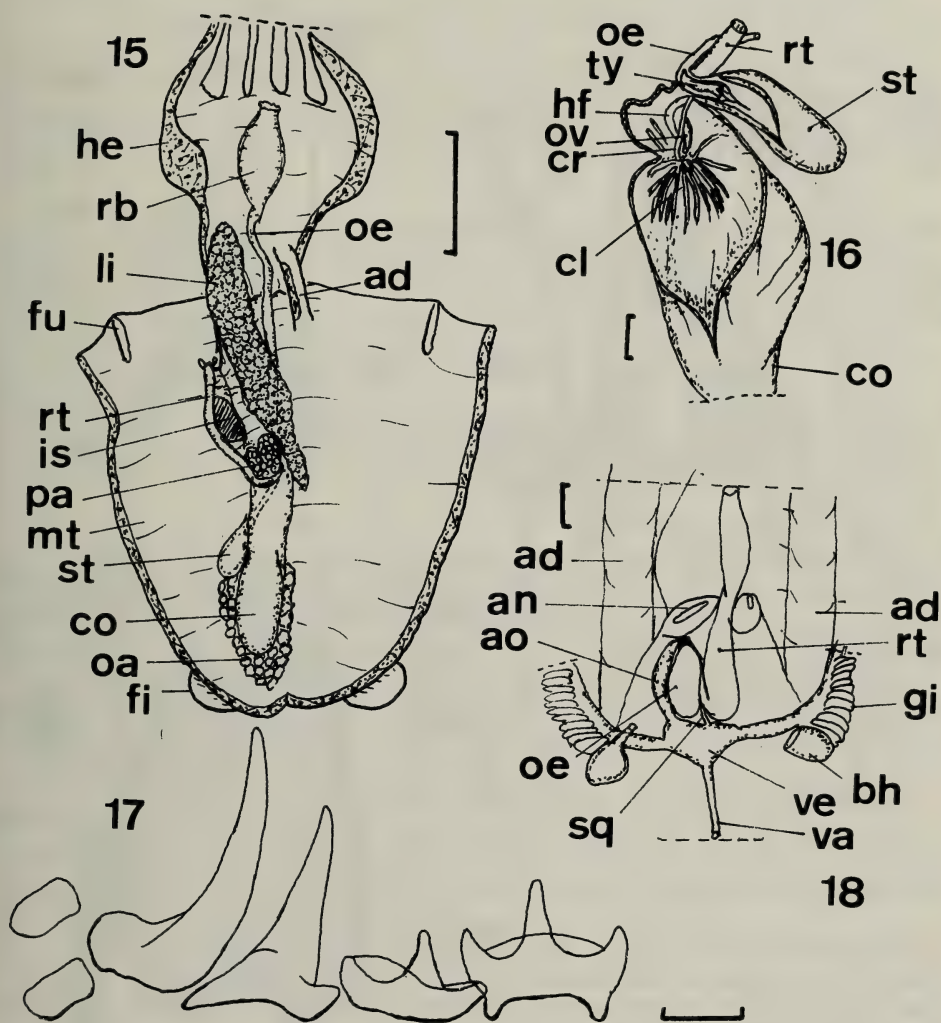 15
he
rb
oe
li
ad
fu
rt
is
pa
mt
st
co
oa
fi
oe
rt
ty
st
hf
ov
cr
cl
16
co
17
ad
an
ad
ao
rt
gi
oe
bh
ve
sq
va
18